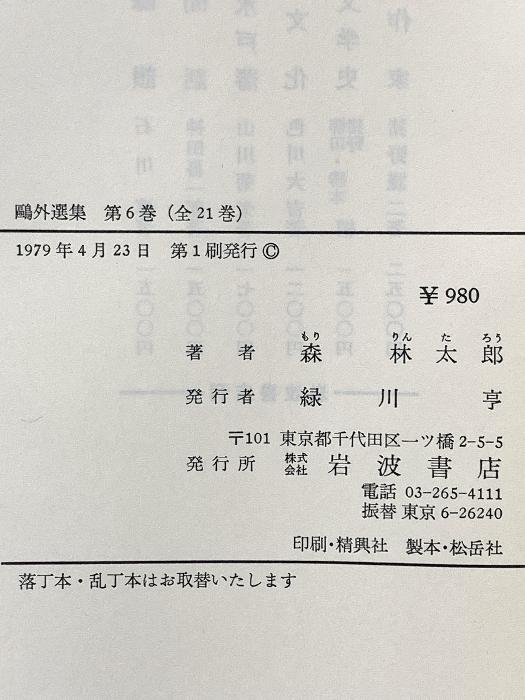 鷗外選集 第6巻(全21巻)
1979年4月23日 第1刷発行©
¥980
著者 森林太郎
もり りん た ろう
発行者 緑川亨
〒101 東京都千代田区一ツ橋2-5-5
発行所 株式会社 岩波書店
電話 03-265-4111
振替 東京6-26240
印刷・精興社 製本・松岳社
落丁本・乱丁本はお取替いたします